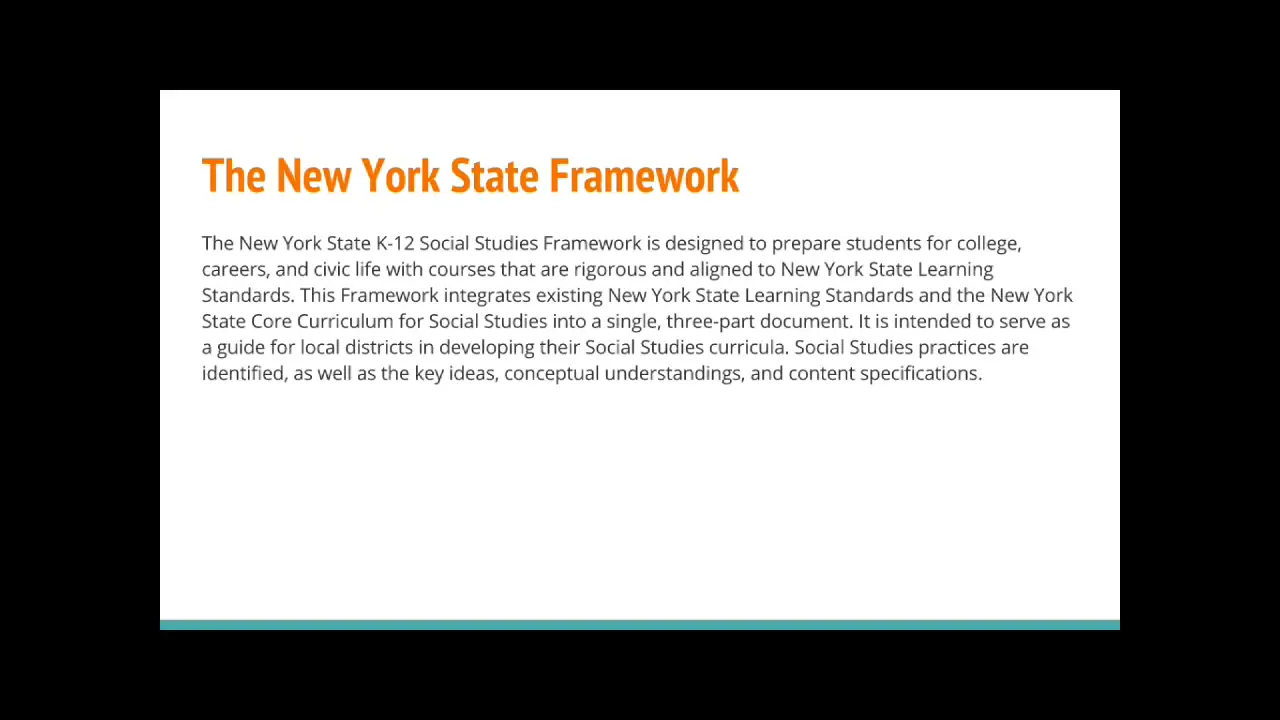 The New York State Framework
The New York State K-12 Social Studies Framework is designed to prepare students for college,
careers, and civic life with courses that are rigorous and aligned to New York State Learning
Standards. This Framework integrates existing New York State Learning Standards and the New York
State Core Curriculum for Social Studies into a single, three-part document. It is intended to serve as
a guide for local districts in developing their Social Studies curricula. Social Studies practices are
identified, as well as the key ideas, conceptual understandings, and content specifications.